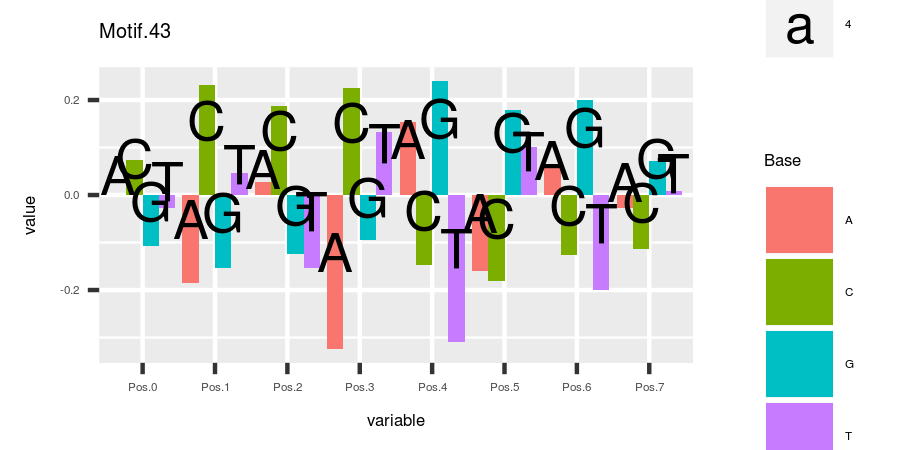 Motif.43
a 4
value
0.2
0.0
-0.2
A C G T A C G T A C G T A C G T A C G T A C G T A C G T A C G T
Pos.0 Pos.1 Pos.2 Pos.3 Pos.4 Pos.5 Pos.6 Pos.7
variable
Base
A
C
G
T